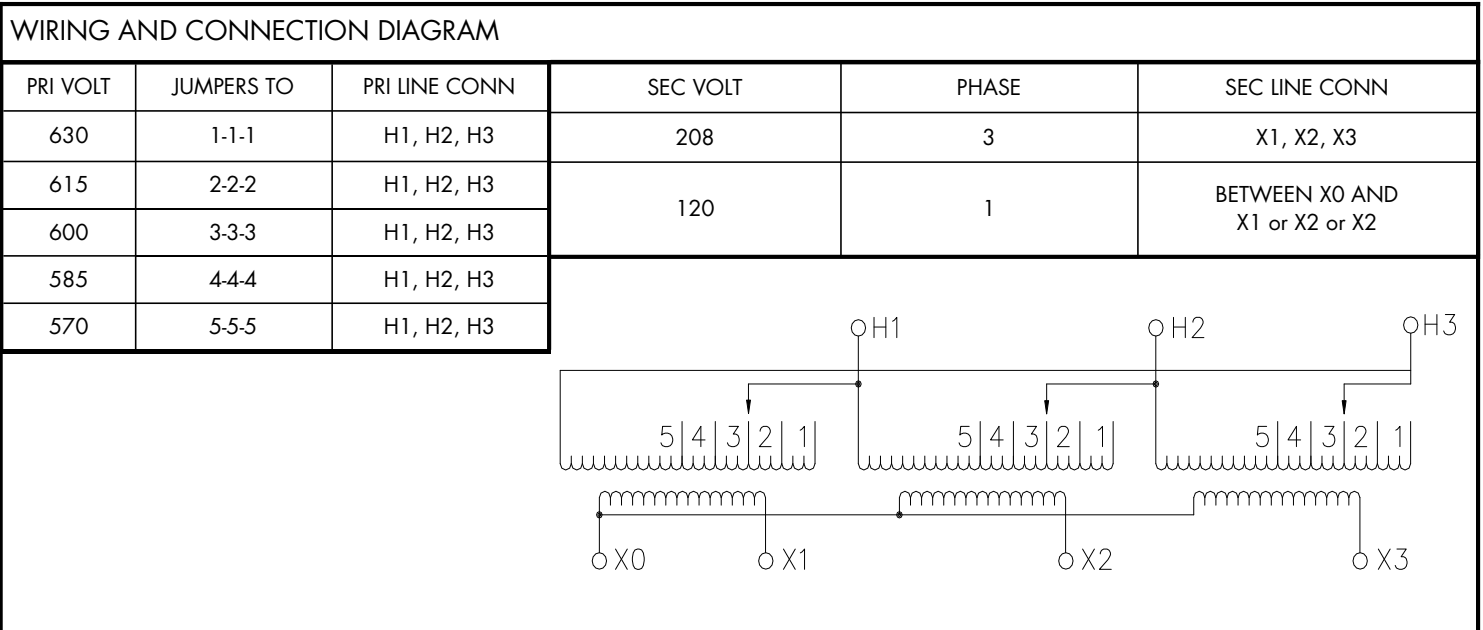 WIRING AND CONNECTION DIAGRAM
PRI VOLT JUMPERS TO PRI LINE CONN SEC VOLT PHASE SEC LINE CONN
630 1-1-1 H1, H2, H3 208 3 X1, X2, X3
615 2-2-2 H1, H2, H3
120 1 BETWEEN X0 AND
X1 or X2 or X2
600 3-3-3 H1, H2, H3
585 4-4-4 H1, H2, H3
570 5-5-5 H1, H2, H3
H1 H2 H3
5 4 3 2 1 5 4 3 2 1 5 4 3 2 1
X0 X1 X2 X3